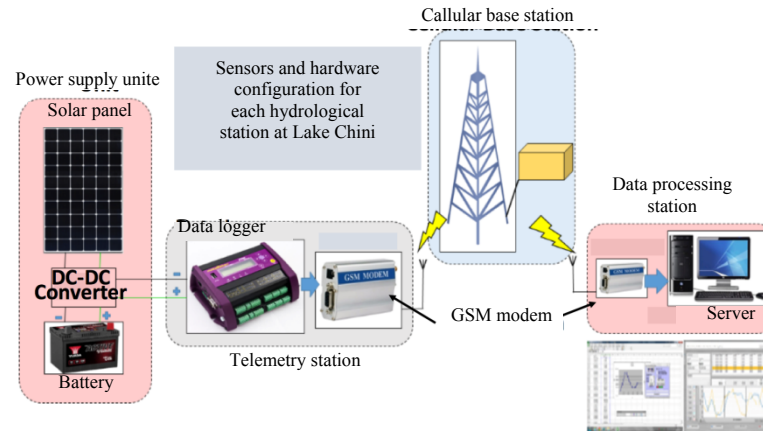 Callular base station
Sensors and hardware
configuration for
each hydrological
station at Lake Chini
Power supply unite
Solar panel
DC-DC
Converter
Battery
Data logger
GSM MODEM
Telemetry station
GSM modem
Data processing
station
Server